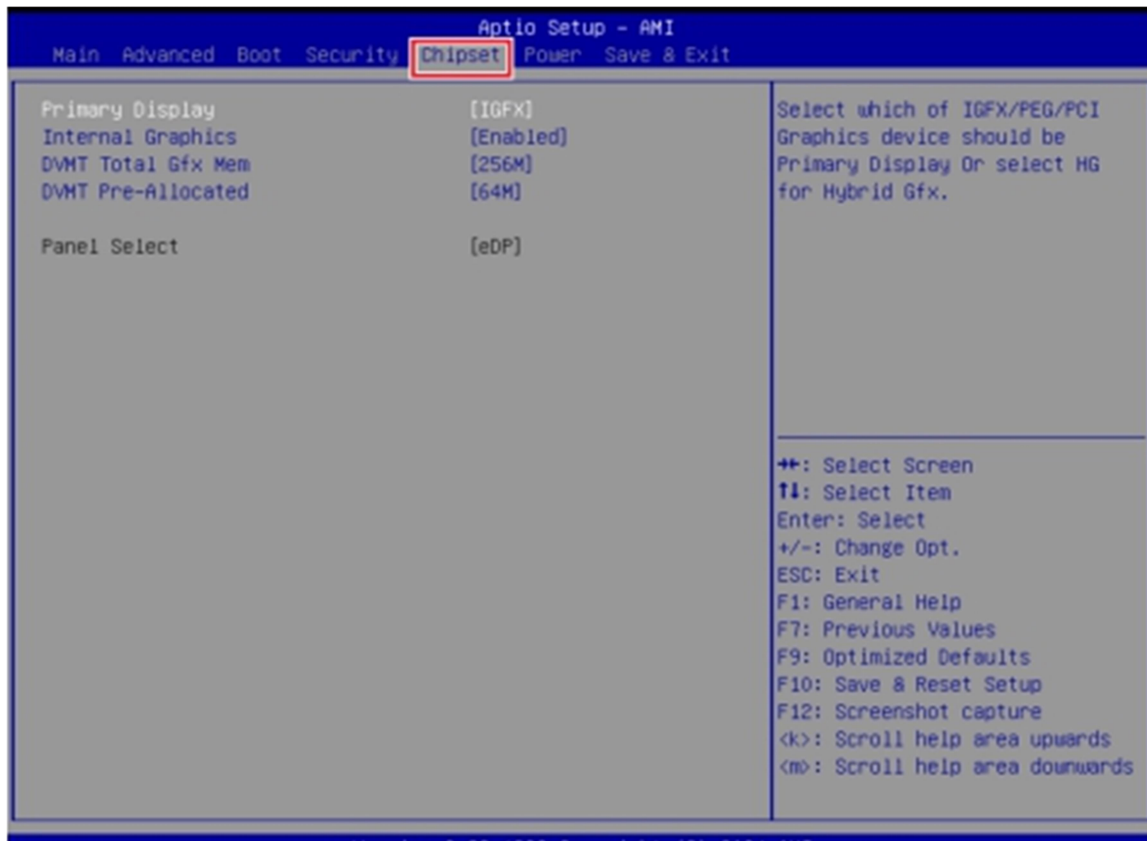 Aptio Setup - AMI
Main Advanced Boot Security Chipset Power Save & Exit
Primary Display [IGFX]
Internal Graphics [Enabled]
DVMT Total Gfx Mem [256M]
DVMT Pre-Allocated [64M]
Panel Select [eDP]
Select which of IGFX/PEG/PCI
Graphics device should be
Primary Display Or select HG
for Hybrid Gfx.
→←: Select Screen
↑↓: Select Item
Enter: Select
+/-: Change Opt.
ESC: Exit
F1: General Help
F7: Previous Values
F9: Optimized Defaults
F10: Save & Reset Setup
F12: Screenshot capture
<k>: Scroll help area upwards
<m>: Scroll help area downwards